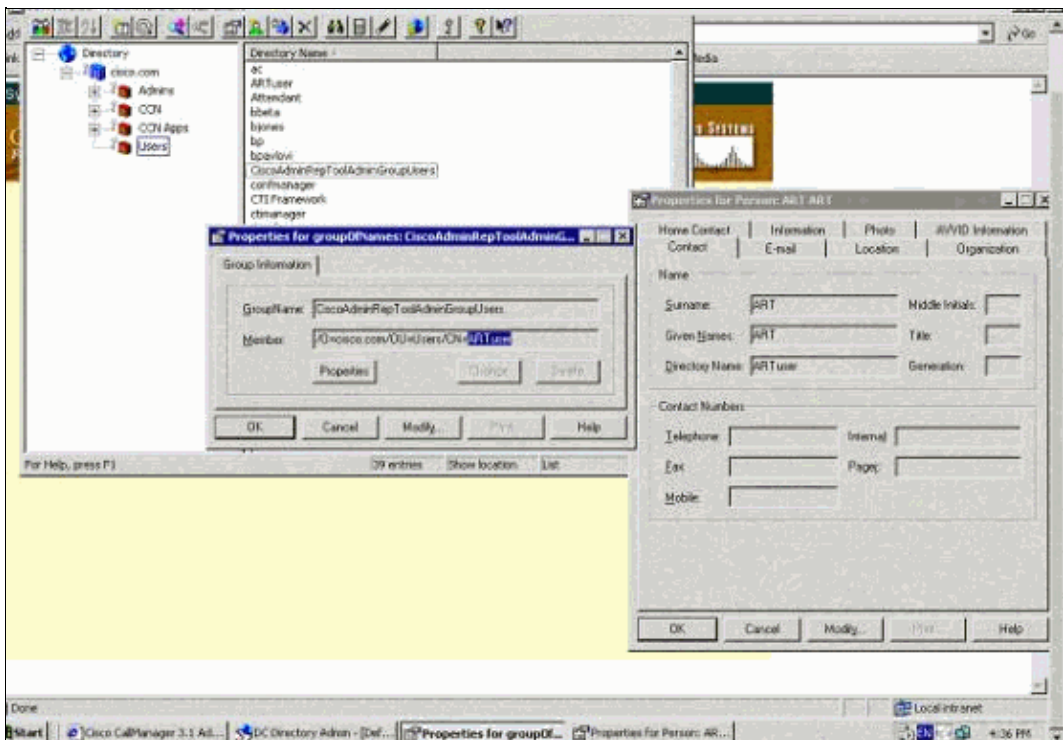 Go
Media
Directory
cisco.com
Admins
CCN
CCN Apps
Users
Directory Name
ac
ARTuser
Attendant
bbeta
bjones
bp
bpavlovi
CiscoAdminRepToolAdminGroupUsers
confmanager
CTI Framework
ctimanager
For Help, press F1
39 entries
Show location
List
Properties for groupOfNames: CiscoAdminRepToolAdminG...
Group Information
GroupName: CiscoAdminRepToolAdminGroupUsers
Member: /O=cisco.com/OU=Users/CN=ARTuser
Properties
Change
Delete
OK
Cancel
Modify...
Print
Help
Properties for Person: ART ART
Home Contact
Information
Photo
AVVID Information
Contact
E-mail
Location
Organization
Name
Surname: ART
Middle Initials:
Given Names: ART
Title:
Directory Name: ARTuser
Generation:
Contact Numbers
Telephone:
Internal:
Fax:
Pager:
Mobile:
OK
Cancel
Modify...
Print...
Help
Done
Local intranet
Start
Cisco CallManager 3.1 Ad...
DC Directory Admin - [Def...
Properties for groupOf...
Properties for Person: AR...
EN
4:36 PM